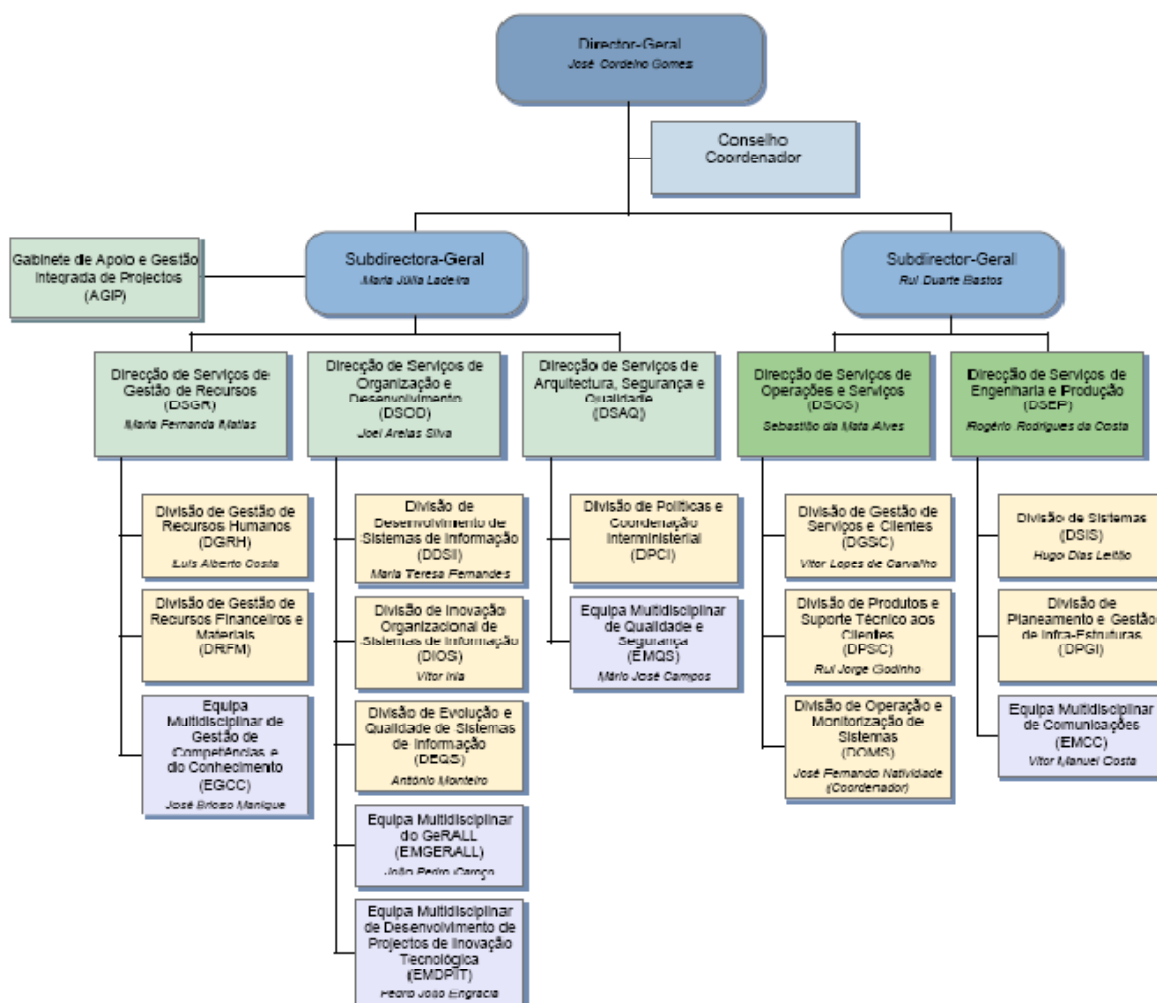 Director-Geral
José Cordeiro Gomes
Conselho
Coordenador
Gabinete de Apoio e Gestão
Integrada de Projectos
(AGIP)
Subdirectora-Geral
Maria Júlia Ladeira
Subdirector-Geral
Rui Duarte Bastos
Direcção de Serviços de
Gestão de Recursos
(DSGR)
Maria Fernanda Matias
Direcção de Serviços de
Organização e
Desenvolvimento
(DSOD)
Joel Areias Silva
Direcção de Serviços de
Arquitectura, Segurança e
Qualidade
(DSAQ)
Direcção de Serviços de
Operações e Serviços
(DSOS)
Sebastião da Mata Alves
Direcção de Serviços de
Engenharia e Produção
(DSEP)
Rogério Rodrigues da Costa
Divisão de Gestão de
Recursos Humanos
(DGRH)
Luís Alberto Costa
Divisão de Gestão de
Recursos Financeiros e
Materiais
(DRFM)
Equipa
Multidisciplinar de
Gestão de
Competências e
do Conhecimento
(EGCC)
José Brioso Manique
Divisão de
Desenvolvimento de
Sistemas de Informação
(DDSI)
Maria Teresa Fernandes
Divisão de Inovação
Organizacional de
Sistemas de Informação
(DIOS)
Vitor Iria
Divisão de Evolução e
Qualidade de Sistemas
de Informação
(DEQS)
António Monteiro
Equipa Multidisciplinar
do GeRALL
(EMGERALL)
João Pedro
Equipa Multidisciplinar
de Desenvolvimento de
Projectos de Inovação
Tecnológica
(EMDPIT)
Pedro João Engrácia
Divisão de Políticas e
Coordenação
Interministerial
(DPCI)
Equipa Multidisciplinar
de Qualidade e
Segurança
(EMQS)
Mário José Campos
Divisão de Gestão de
Serviços e Clientes
(DGSC)
Vitor Lopes de Carvalho
Divisão de Produtos e
Suporte Técnico aos
Clientes
(DPSC)
Rui Jorge Godinho
Divisão de Operação e
Monitorização de
Sistemas
(DOMS)
José Fernando Natividade
(Coordenador)
Divisão de Sistemas
(DSIS)
Hugo Dias Leitão
Divisão de
Planeamento e Gestão
de Infra-Estruturas
(DPGI)
Equipa Multidisciplinar
de Comunicações
(EMCC)
Vitor Manuel Costa